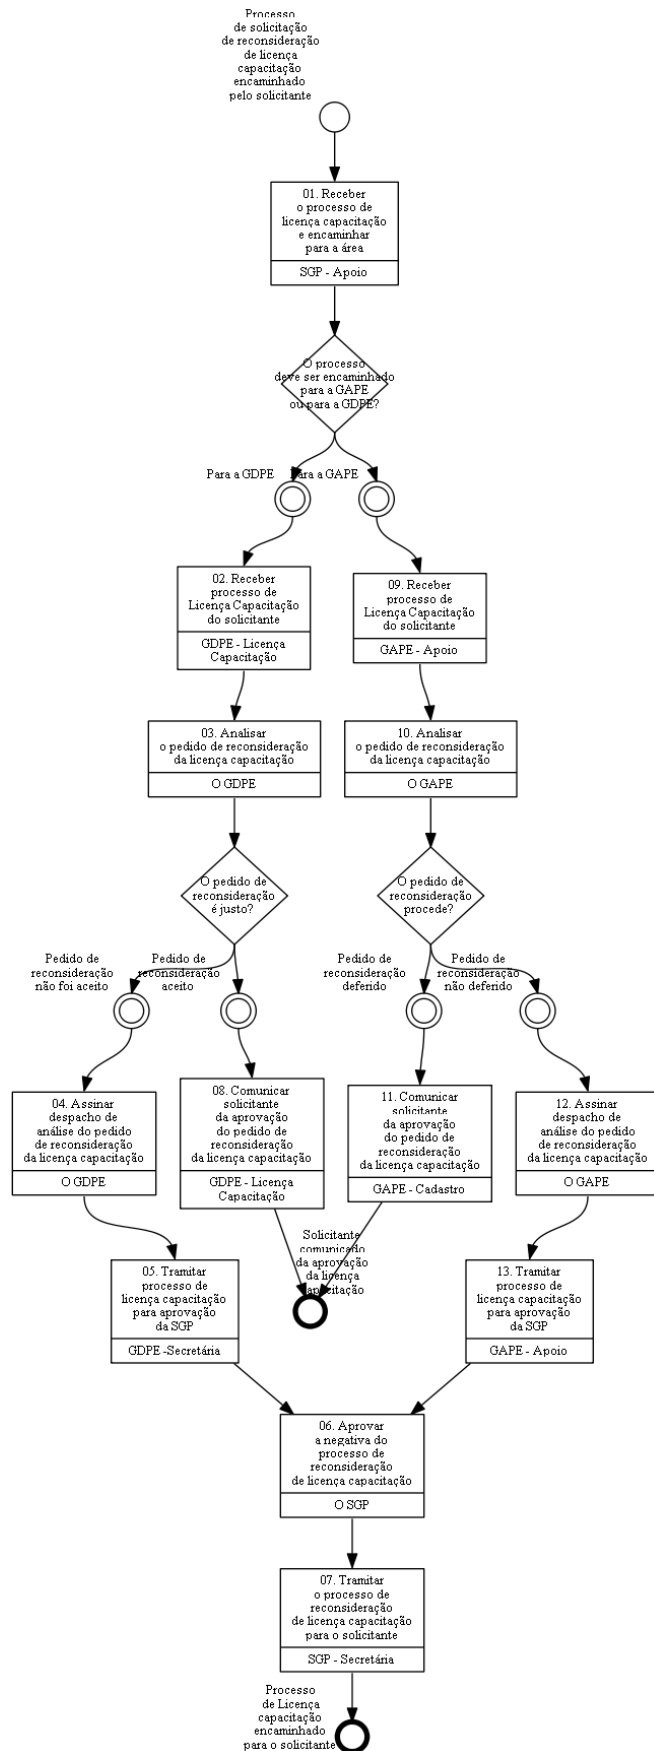 Processo
de solicitação
de reconsideração
de licença
capacitação
encaminhado
pelo solicitante
01. Receber
o processo de
licença capacitação
e encaminhar
para a área
SGP - Apoio
O processo
deve ser encaminhado
para a GAPE
ou para a GDPE?
Para a GDPE
Para a GAPE
02. Receber
processo de
Licença Capacitação
do solicitante
GDPE - Licença
Capacitação
09. Receber
processo de
Licença Capacitação
do solicitante
GAPE - Apoio
03. Analisar
o pedido de reconsideração
da licença capacitação
O GDPE
10. Analisar
o pedido de reconsideração
da licença capacitação
O GAPE
O pedido de
reconsideração
é justo?
O pedido de
reconsideração
procede?
Pedido de
reconsideração
não foi aceito
Pedido de
reconsideração
aceito
Pedido de
reconsideração
deferido
Pedido de
reconsideração
não deferido
04. Assinar
despacho de
análise do pedido
de reconsideração
da licença capacitação
O GDPE
08. Comunicar
solicitante
da aprovação
do pedido de
reconsideração
da licença capacitação
GDPE - Licença
Capacitação
11. Comunicar
solicitante
da aprovação
do pedido de
reconsideração
da licença capacitação
GAPE - Cadastro
12. Assinar
despacho de
análise do pedido
de reconsideração
da licença capacitação
O GAPE
Solicitante
comunicado
da aprovação
da licença
capacitação
05. Tramitar
processo de
licença capacitação
para aprovação
da SGP
GDPE -Secretária
13. Tramitar
processo de
licença capacitação
para aprovação
da SGP
GAPE - Apoio
06. Aprovar
a negativa do
processo de
reconsideração
de licença capacitação
O SGP
07. Tramitar
o processo de
reconsideração
de licença capacitação
para o solicitante
SGP - Secretária
Processo
de Licença
capacitação
encaminhado
para o solicitante